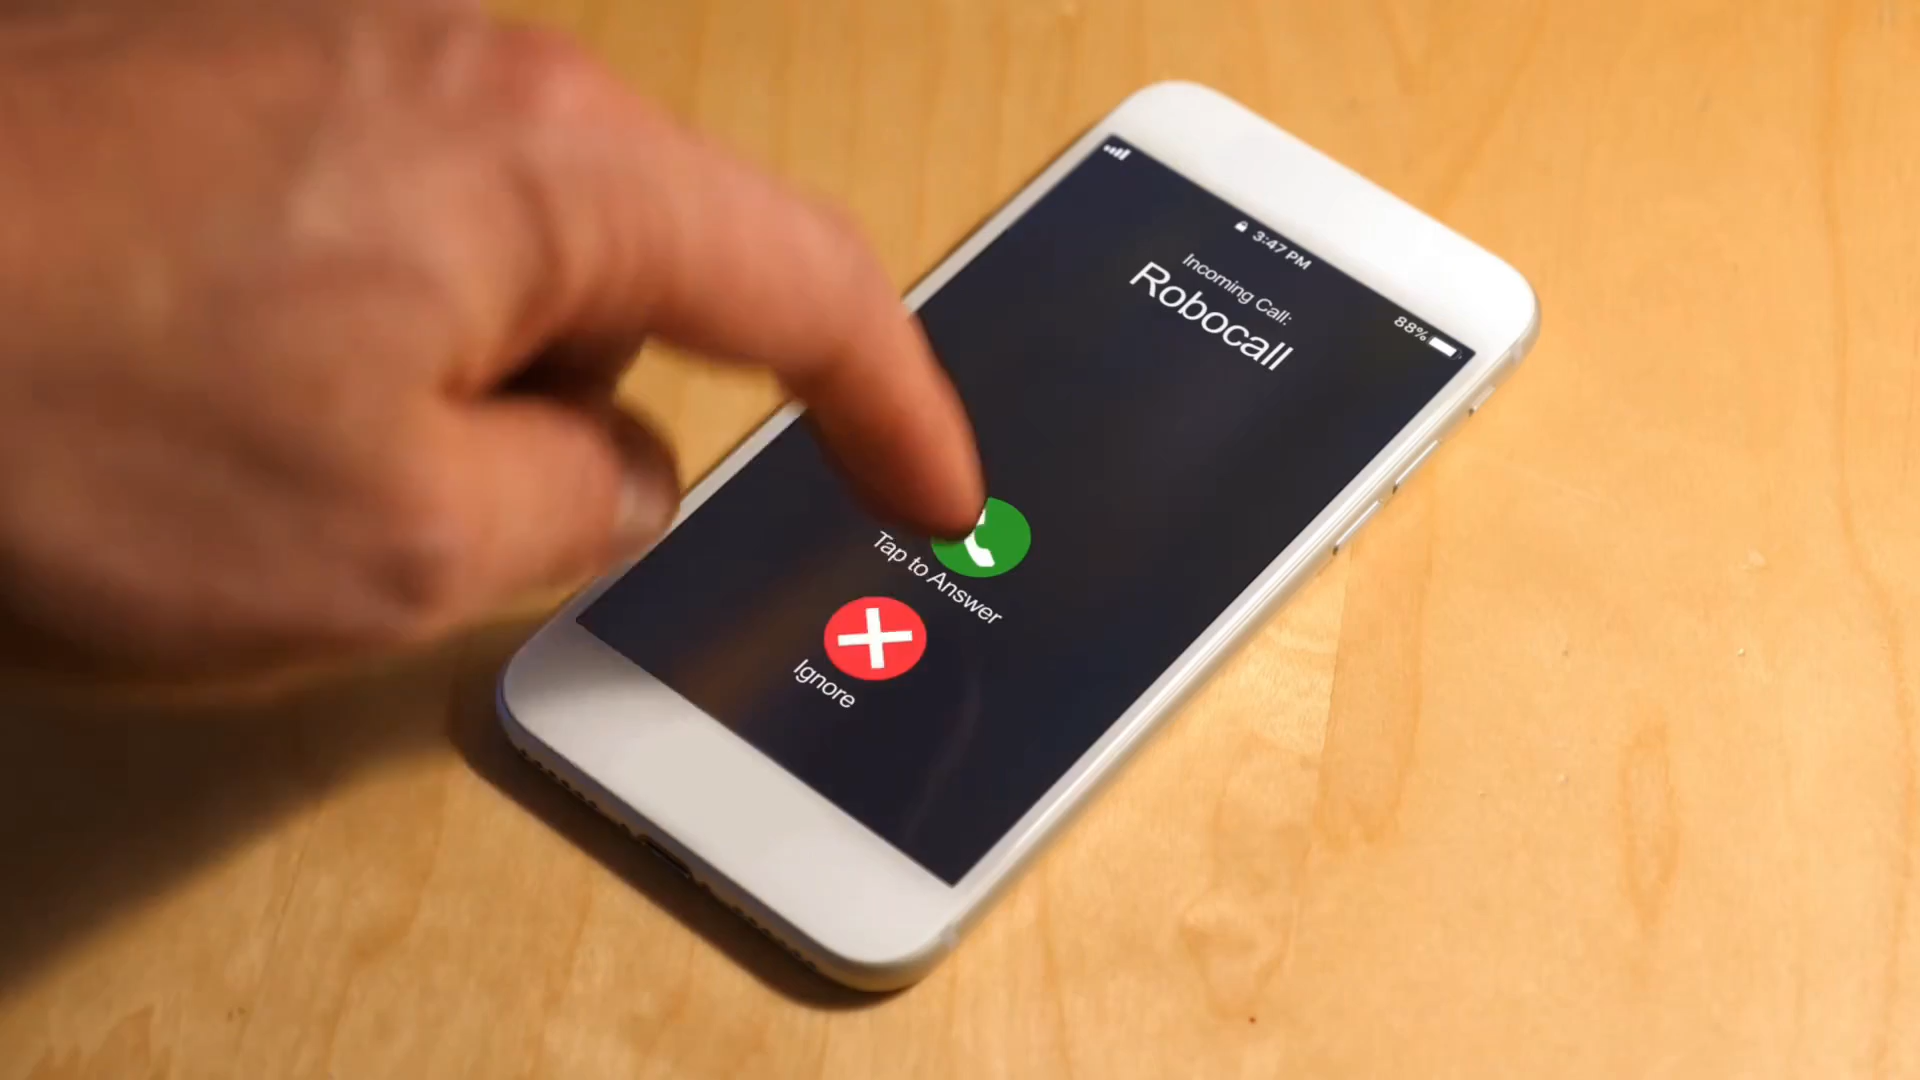 3:47 PM
88%
Incoming Call:
Robocall
Tap to Answer
Ignore